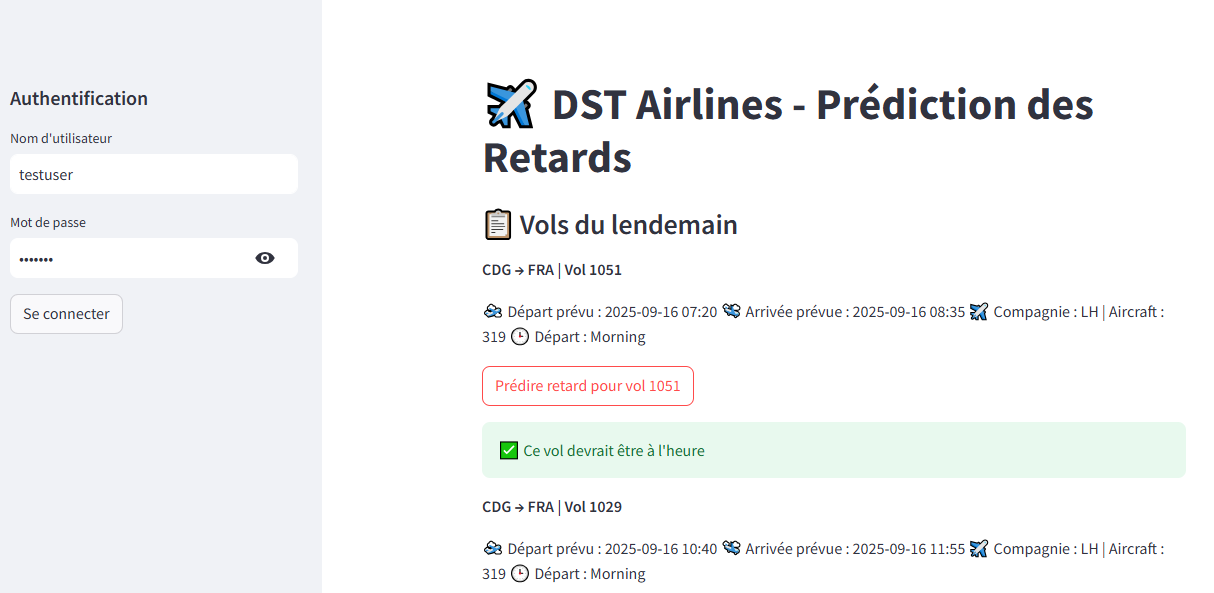 Authentification
Nom d'utilisateur
testuser
Mot de passe
•••••••
Se connecter
✈️ DST Airlines - Prédiction des
Retards
📋 Vols du lendemain
CDG → FRA | Vol 1051
🛫 Départ prévu : 2025-09-16 07:20 🛬 Arrivée prévue : 2025-09-16 08:35 ✈️ Compagnie : LH | Aircraft :
319 🕒 Départ : Morning
Prédire retard pour vol 1051
✅ Ce vol devrait être à l'heure
CDG → FRA | Vol 1029
🛫 Départ prévu : 2025-09-16 10:40 🛬 Arrivée prévue : 2025-09-16 11:55 ✈️ Compagnie : LH | Aircraft :
319 🕒 Départ : Morning